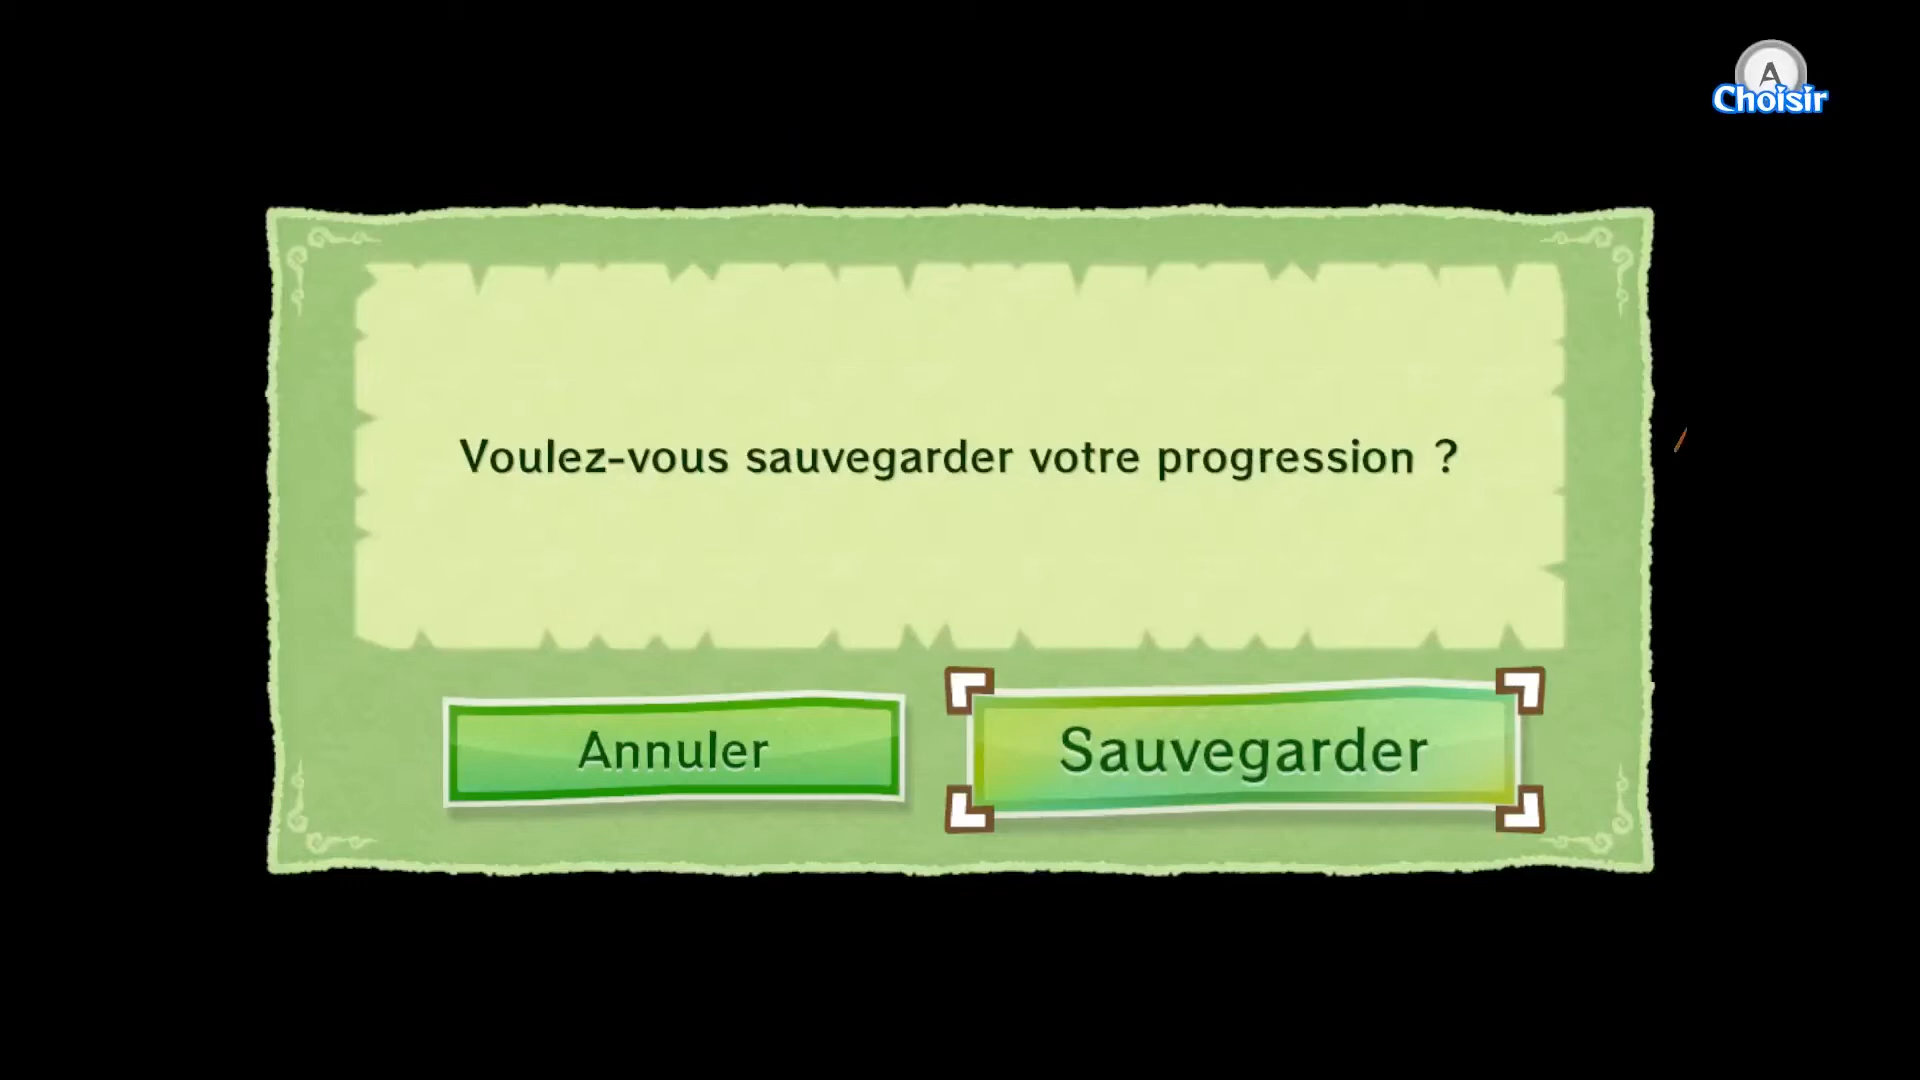 A
Choisir
Voulez-vous sauvegarder votre progression ?
Annuler
Sauvegarder